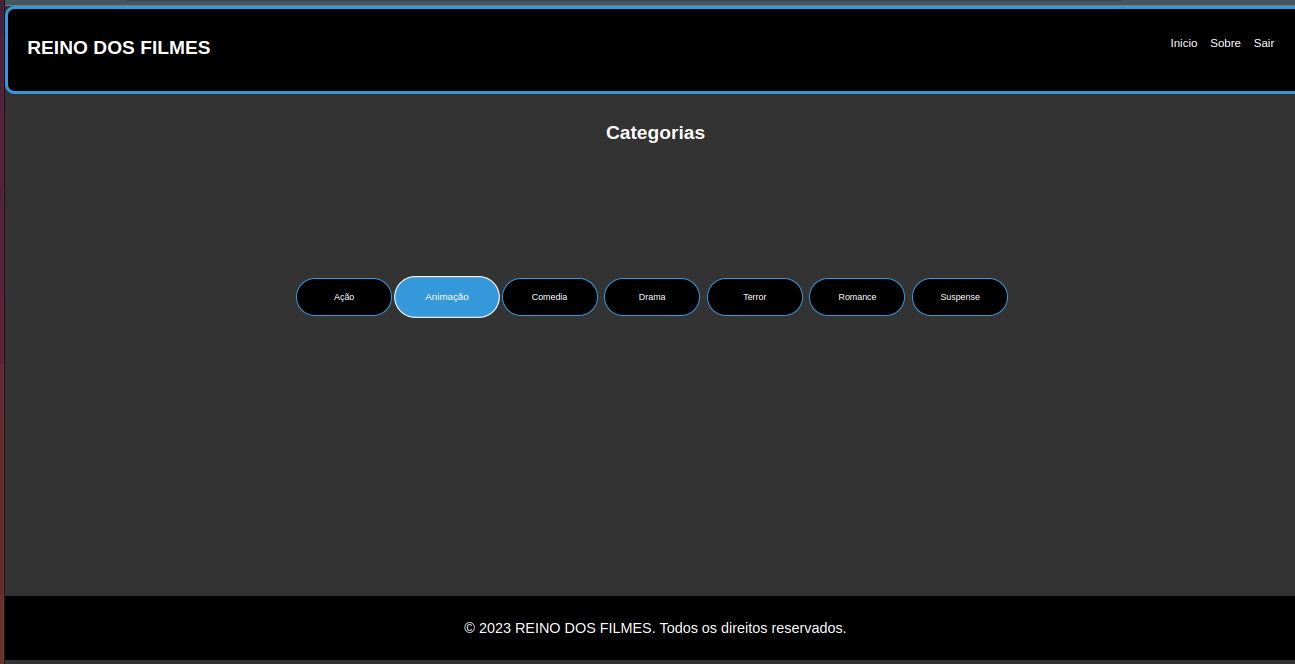 REINO DOS FILMES
Inicio Sobre Sair
Categorias
Ação Animação Comedia Drama Terror Romance Suspense
© 2023 REINO DOS FILMES. Todos os direitos reservados.